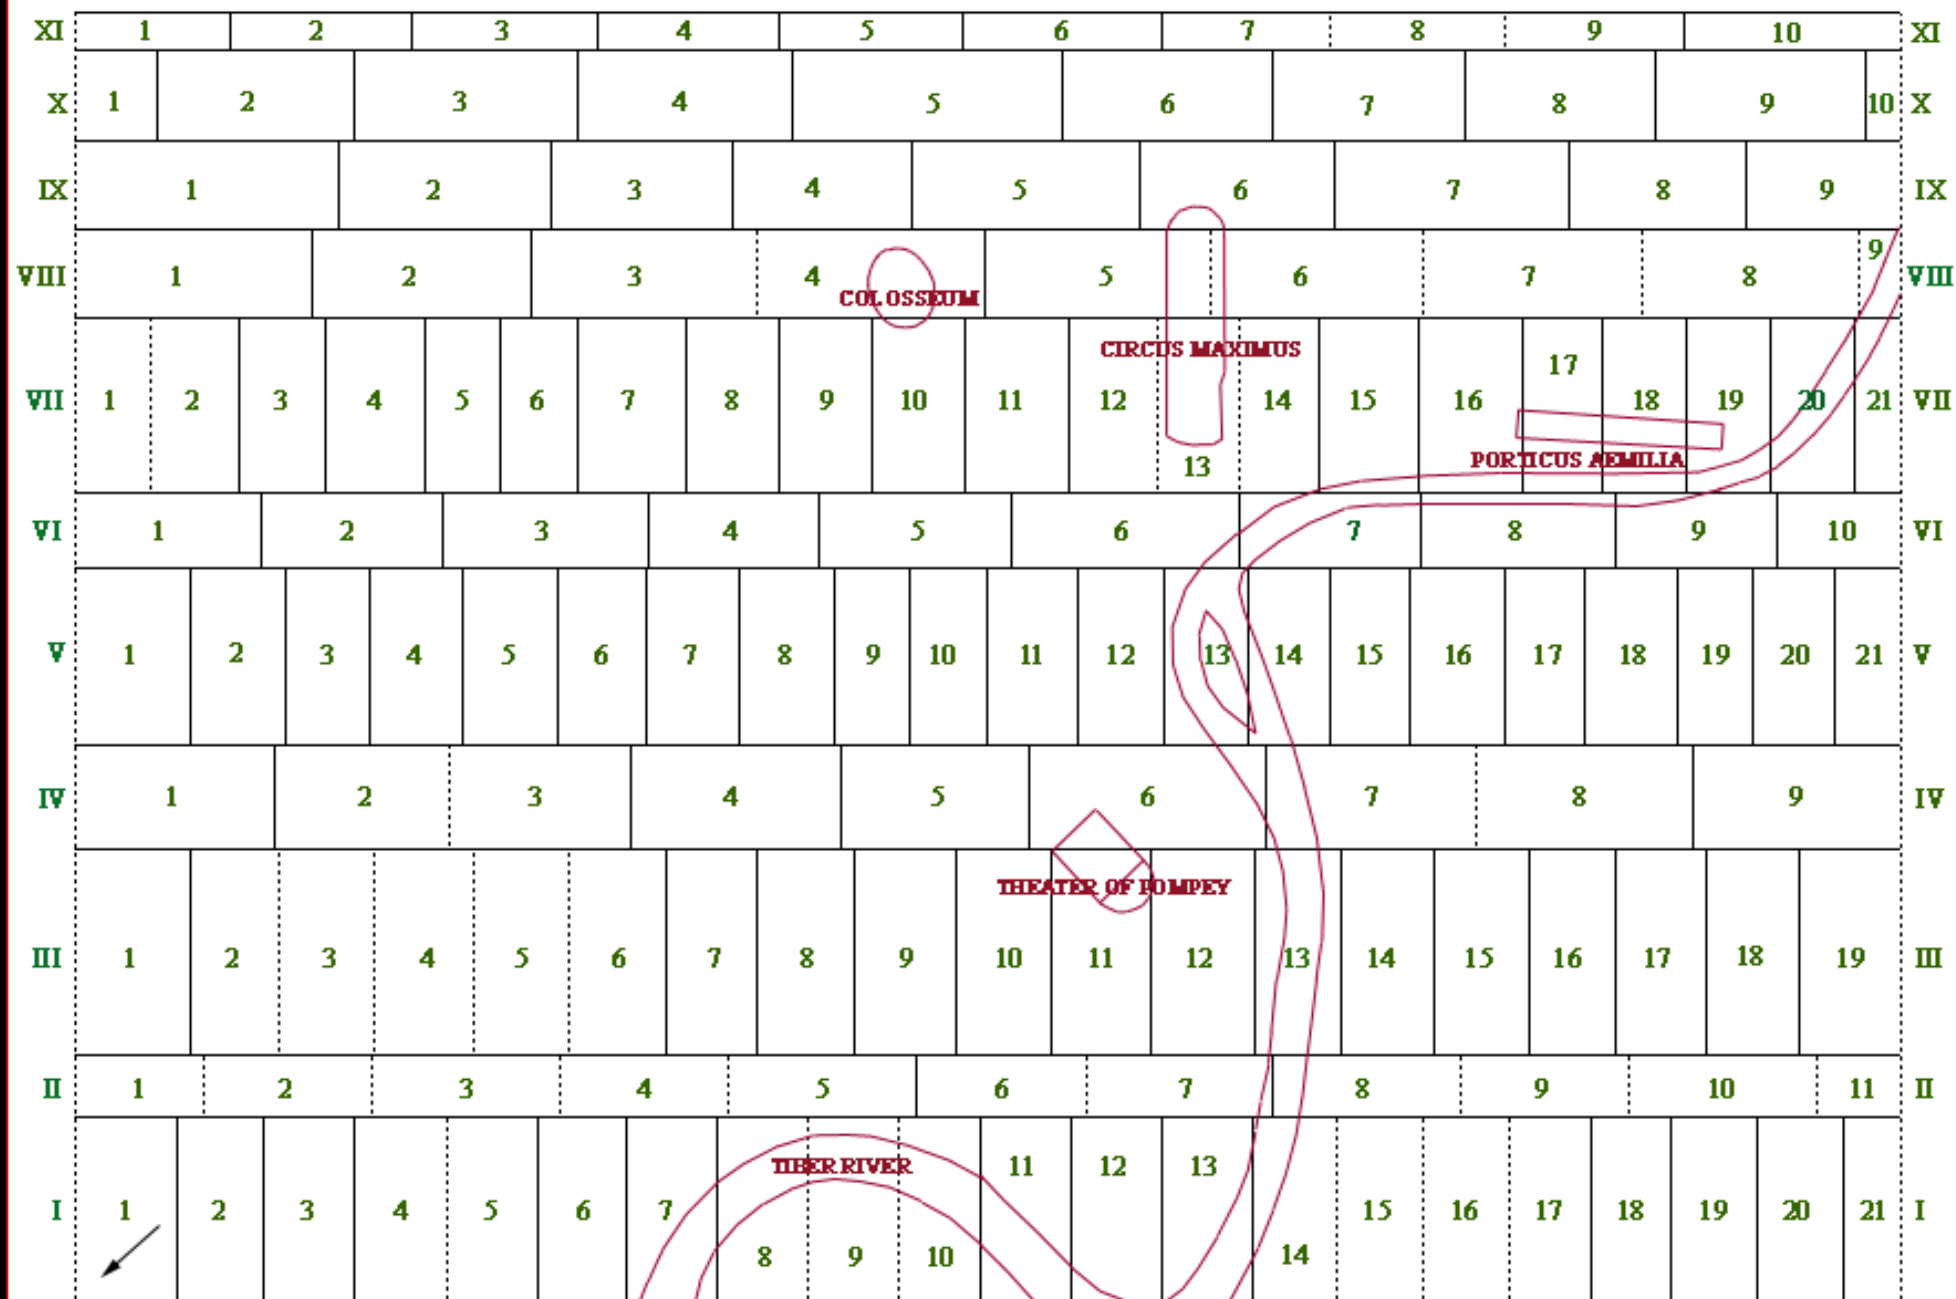 XI 1 2 3 4 5 6 7 8 9 10 XI
X 1 2 3 4 5 6 7 8 9 10 X
IX 1 2 3 4 5 6 7 8 9 IX
VIII 1 2 3 4 5 6 7 8 9 VIII
COLOSSEUM
CIRCUS MAXIMUS
VII 1 2 3 4 5 6 7 8 9 10 11 12 13 14 15 16 17 18 19 20 21 VII
PORTICUS AEMILIA
VI 1 2 3 4 5 6 7 8 9 10 VI
V 1 2 3 4 5 6 7 8 9 10 11 12 13 14 15 16 17 18 19 20 21 V
IV 1 2 3 4 5 6 7 8 9 IV
THEATER OF POMPEY
III 1 2 3 4 5 6 7 8 9 10 11 12 13 14 15 16 17 18 19 III
II 1 2 3 4 5 6 7 8 9 10 11 II
TIBER RIVER
I 1 2 3 4 5 6 7 8 9 10 11 12 13 14 15 16 17 18 19 20 21 I